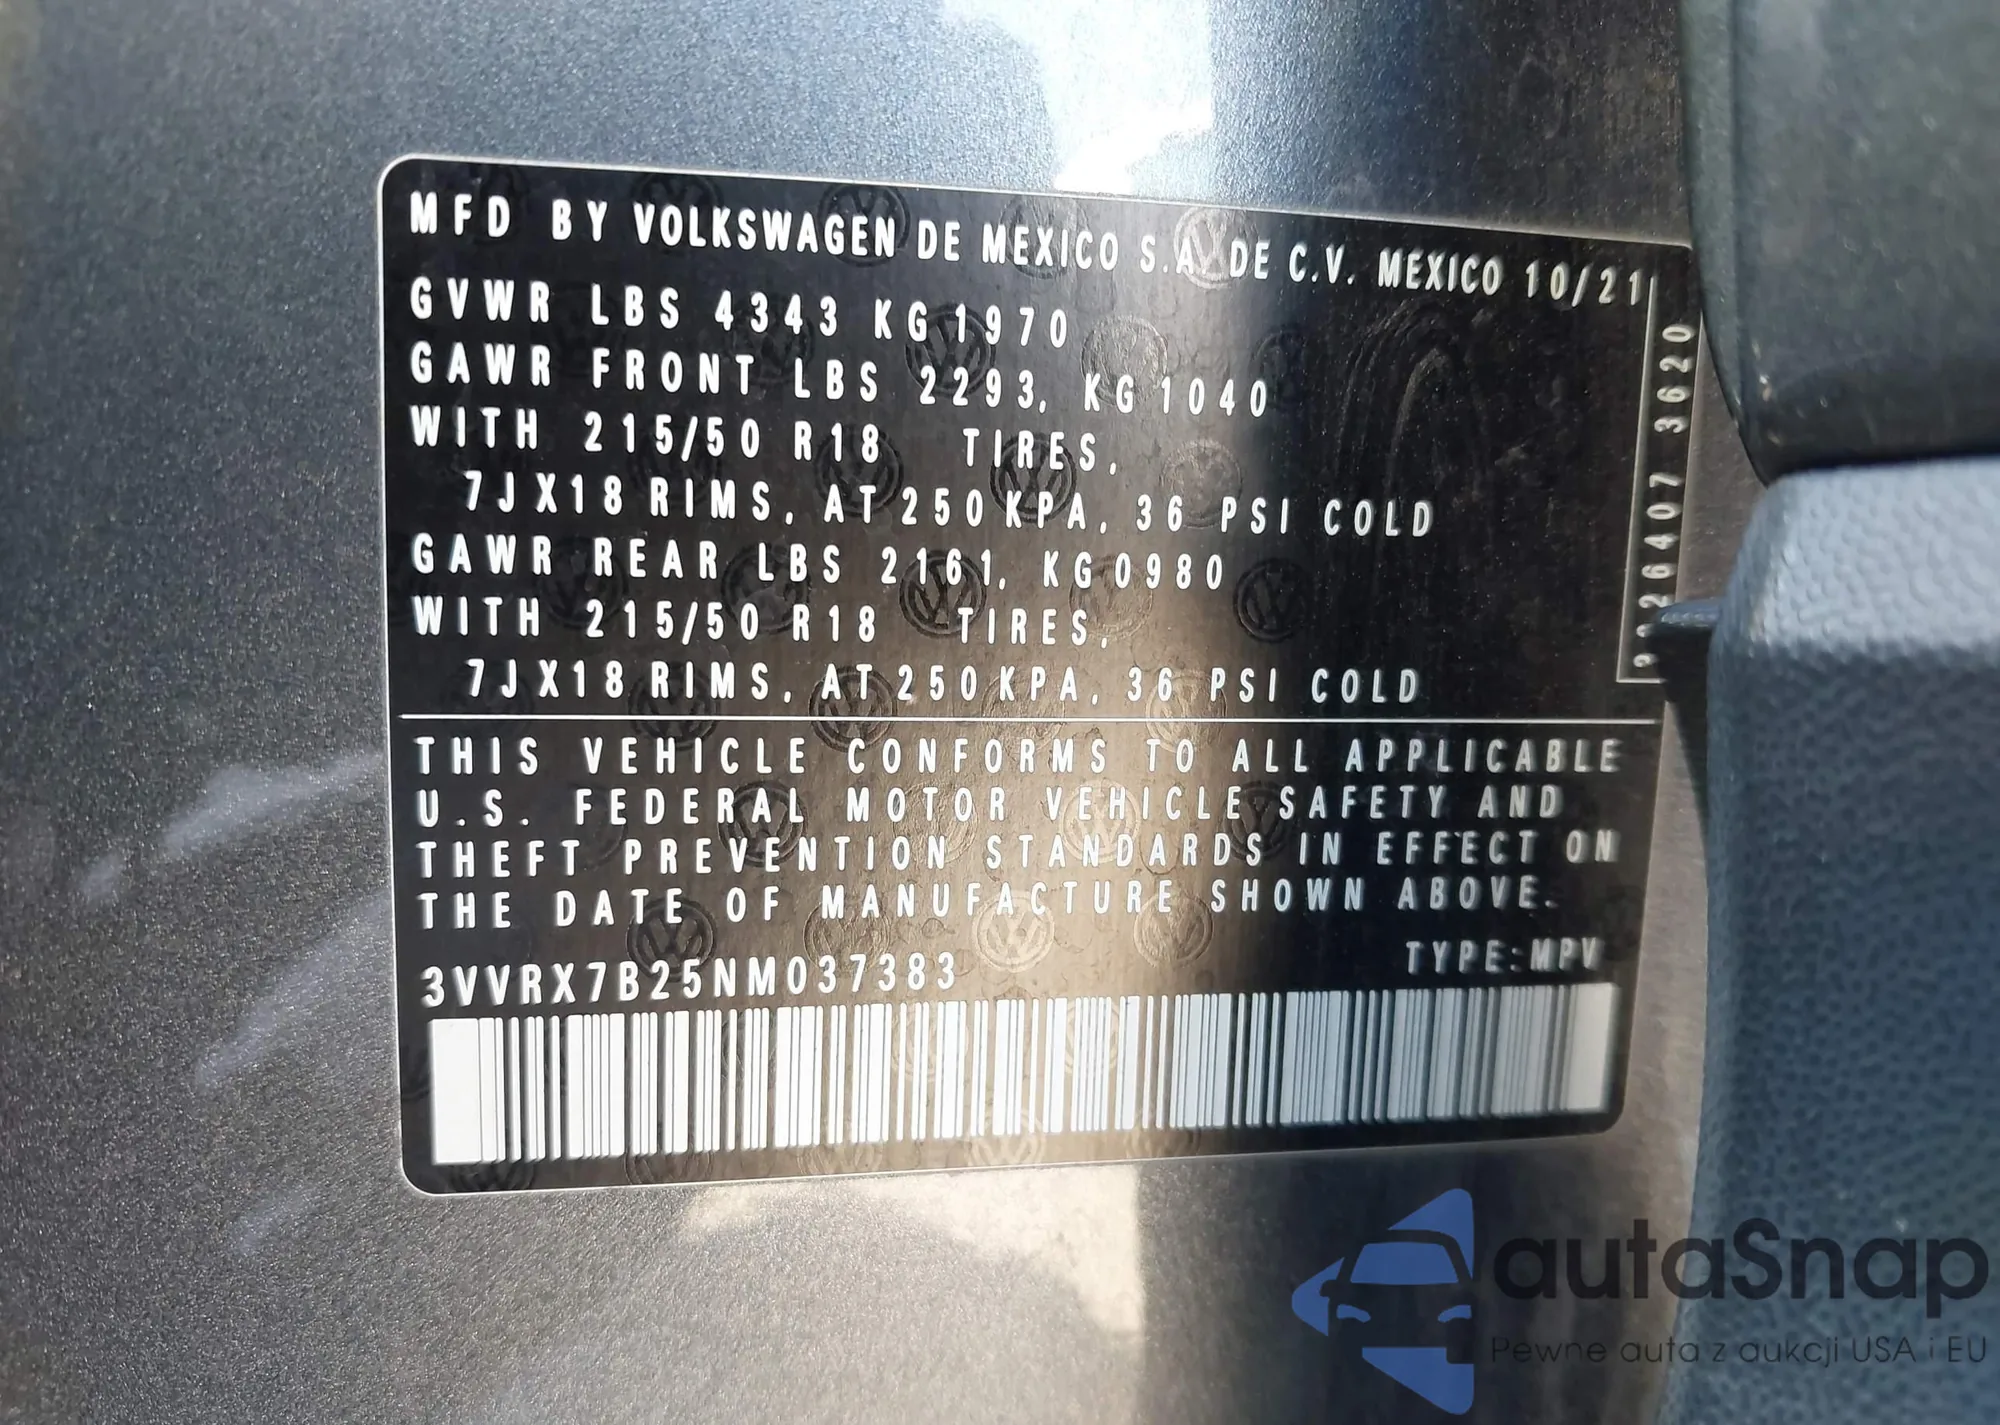 MFD BY VOLKSWAGEN DE MEXICO S.A. DE C.V. MEXICO 10/21
GVWR LBS 4343 KG 1970
GAWR FRONT LBS 2293, KG 1040
WITH 215/50 R18 TIRES,
7JX18 RIMS, AT 250 KPA, 36 PSI COLD
GAWR REAR LBS 2161, KG 0980
WITH 215/50 R18 TIRES,
7JX18 RIMS, AT 250 KPA, 36 PSI COLD
3620
THIS VEHICLE CONFORMS TO ALL APPLICABLE
U.S. FEDERAL MOTOR VEHICLE SAFETY AND
THEFT PREVENTION STANDARDS IN EFFECT ON
THE DATE OF MANUFACTURE SHOWN ABOVE.
TYPE:MPV
3VVRX7B25NM037383
autaSnap
Pewne auta z aukcji USA i EU